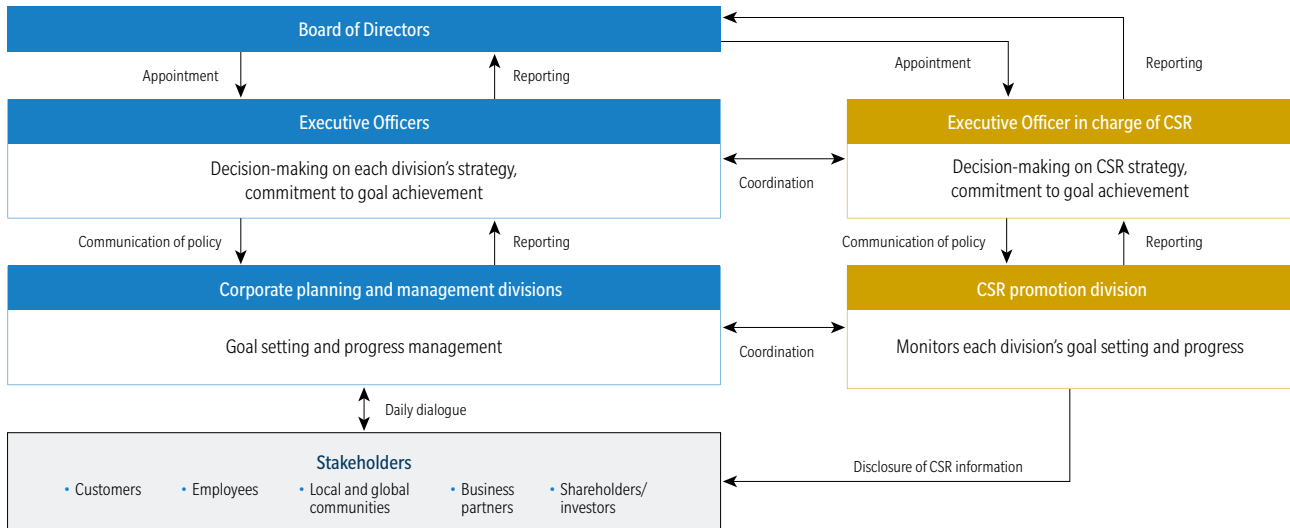 Board of Directors
Appointment
Reporting
Appointment
Reporting
Executive Officers
Executive Officer in charge of CSR
Decision-making on each division's strategy,
commitment to goal achievement
Coordination
Decision-making on CSR strategy,
commitment to goal achievement
Communication of policy
Reporting
Communication of policy
Reporting
Corporate planning and management divisions
CSR promotion division
Goal setting and progress management
Coordination
Monitors each division's goal setting and progress
Daily dialogue
Stakeholders
• Customers
• Employees
• Local and global
communities
• Business
partners
• Shareholders/
investors
Disclosure of CSR information